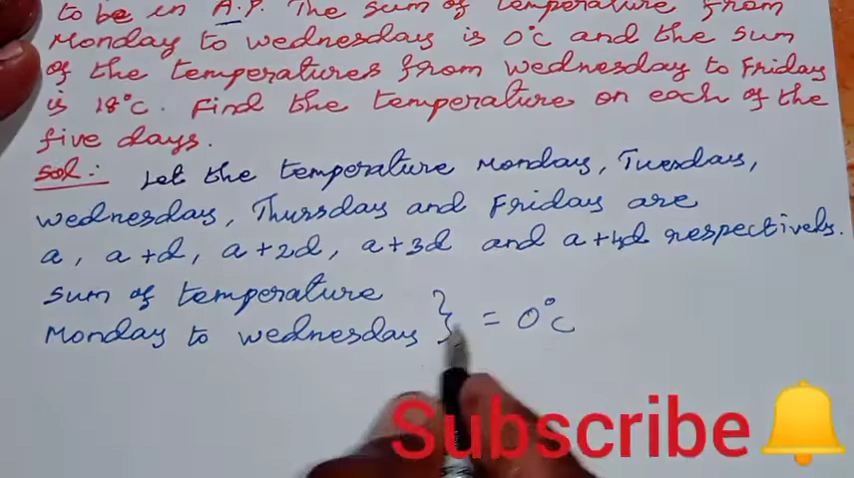 to be in A.P. The sum of temperature from
Monday to wednesday is 0°c and the sum
of the temperatures from wednesday to Friday
is 18°c. Find the temperature on each of the
five days.
Sol:- Let the temperature Monday, Tuesday,
wednesday, Thursday and Friday are
a, a+d, a+2d, a+3d and a+4d respectively.
Sum of temperature
Monday to wednesday } = 0°c
Subscribe